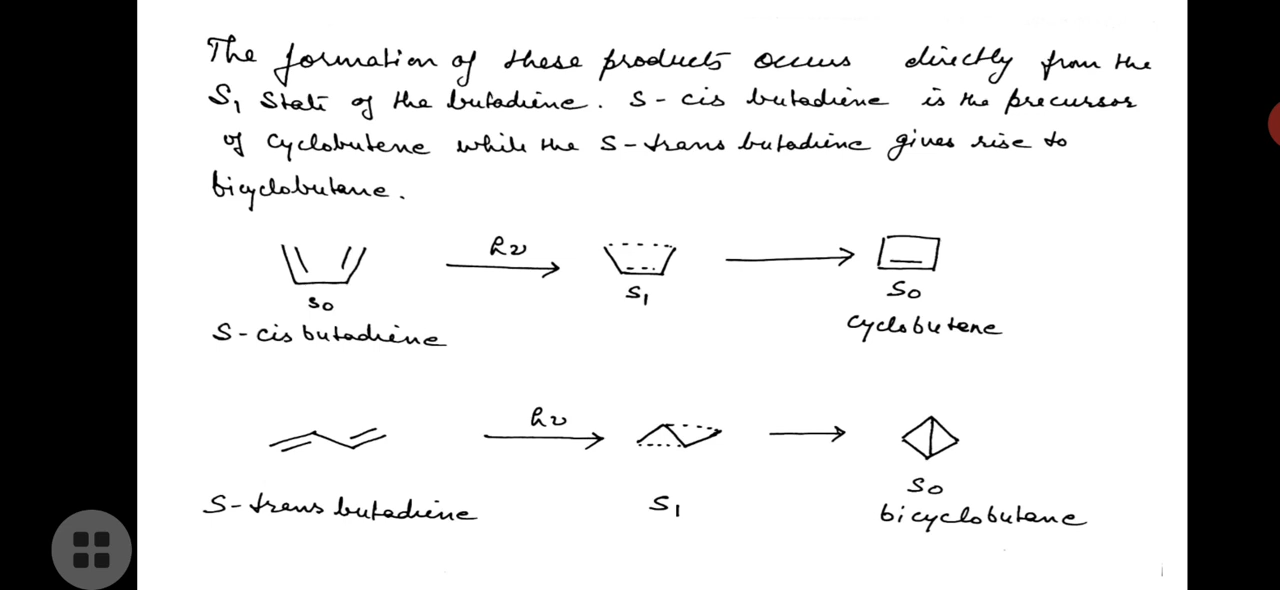 The formation of these products occurs directly from the
S1 State of the butadiene. S-cis butadiene is the precursor
of cyclobutene while the S-trans butadiene gives rise to
bicyclobutane.
hν
S0
S1
S0
S-cis butadiene
cyclobutene
hν
S0
S-trans butadiene
S1
bicyclobutane